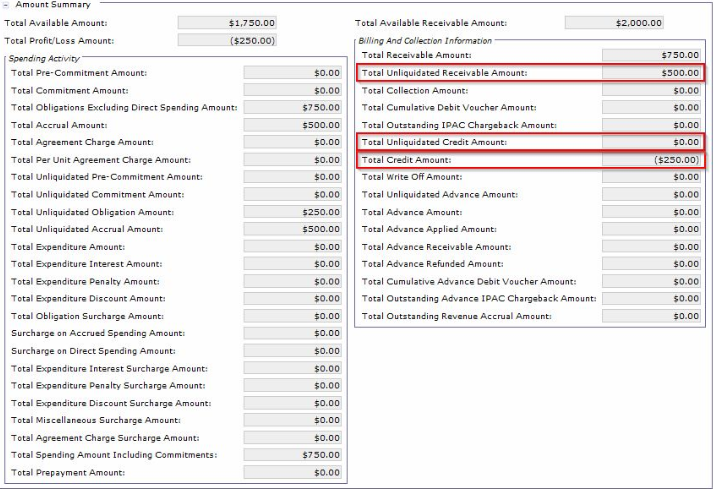 - Amount Summary
Total Available Amount: $1,750.00
Total Profit/Loss Amount: ($250.00)
Spending Activity
Total Pre-Commitment Amount: $0.00
Total Commitment Amount: $0.00
Total Obligations Excluding Direct Spending Amount: $750.00
Total Accrual Amount: $500.00
Total Agreement Charge Amount: $0.00
Total Per Unit Agreement Charge Amount: $0.00
Total Unliquidated Pre-Commitment Amount: $0.00
Total Unliquidated Commitment Amount: $0.00
Total Unliquidated Obligation Amount: $250.00
Total Unliquidated Accrual Amount: $500.00
Total Expenditure Amount: $0.00
Total Expenditure Interest Amount: $0.00
Total Expenditure Penalty Amount: $0.00
Total Expenditure Discount Amount: $0.00
Total Obligation Surcharge Amount: $0.00
Surcharge on Accrued Spending Amount: $0.00
Surcharge on Direct Spending Amount: $0.00
Total Expenditure Interest Surcharge Amount: $0.00
Total Expenditure Penalty Surcharge Amount: $0.00
Total Expenditure Discount Surcharge Amount: $0.00
Total Miscellaneous Surcharge Amount: $0.00
Total Agreement Charge Surcharge Amount: $0.00
Total Spending Amount Including Commitments: $750.00
Total Prepayment Amount: $0.00
Total Available Receivable Amount: $2,000.00
Billing And Collection Information
Total Receivable Amount: $750.00
Total Unliquidated Receivable Amount: $500.00
Total Collection Amount: $0.00
Total Cumulative Debit Voucher Amount: $0.00
Total Outstanding IPAC Chargeback Amount: $0.00
Total Unliquidated Credit Amount: $0.00
Total Credit Amount: ($250.00)
Total Write Off Amount: $0.00
Total Unliquidated Advance Amount: $0.00
Total Advance Amount: $0.00
Total Advance Applied Amount: $0.00
Total Advance Receivable Amount: $0.00
Total Advance Refunded Amount: $0.00
Total Cumulative Advance Debit Voucher Amount: $0.00
Total Outstanding Advance IPAC Chargeback Amount: $0.00
Total Outstanding Revenue Accrual Amount: $0.00